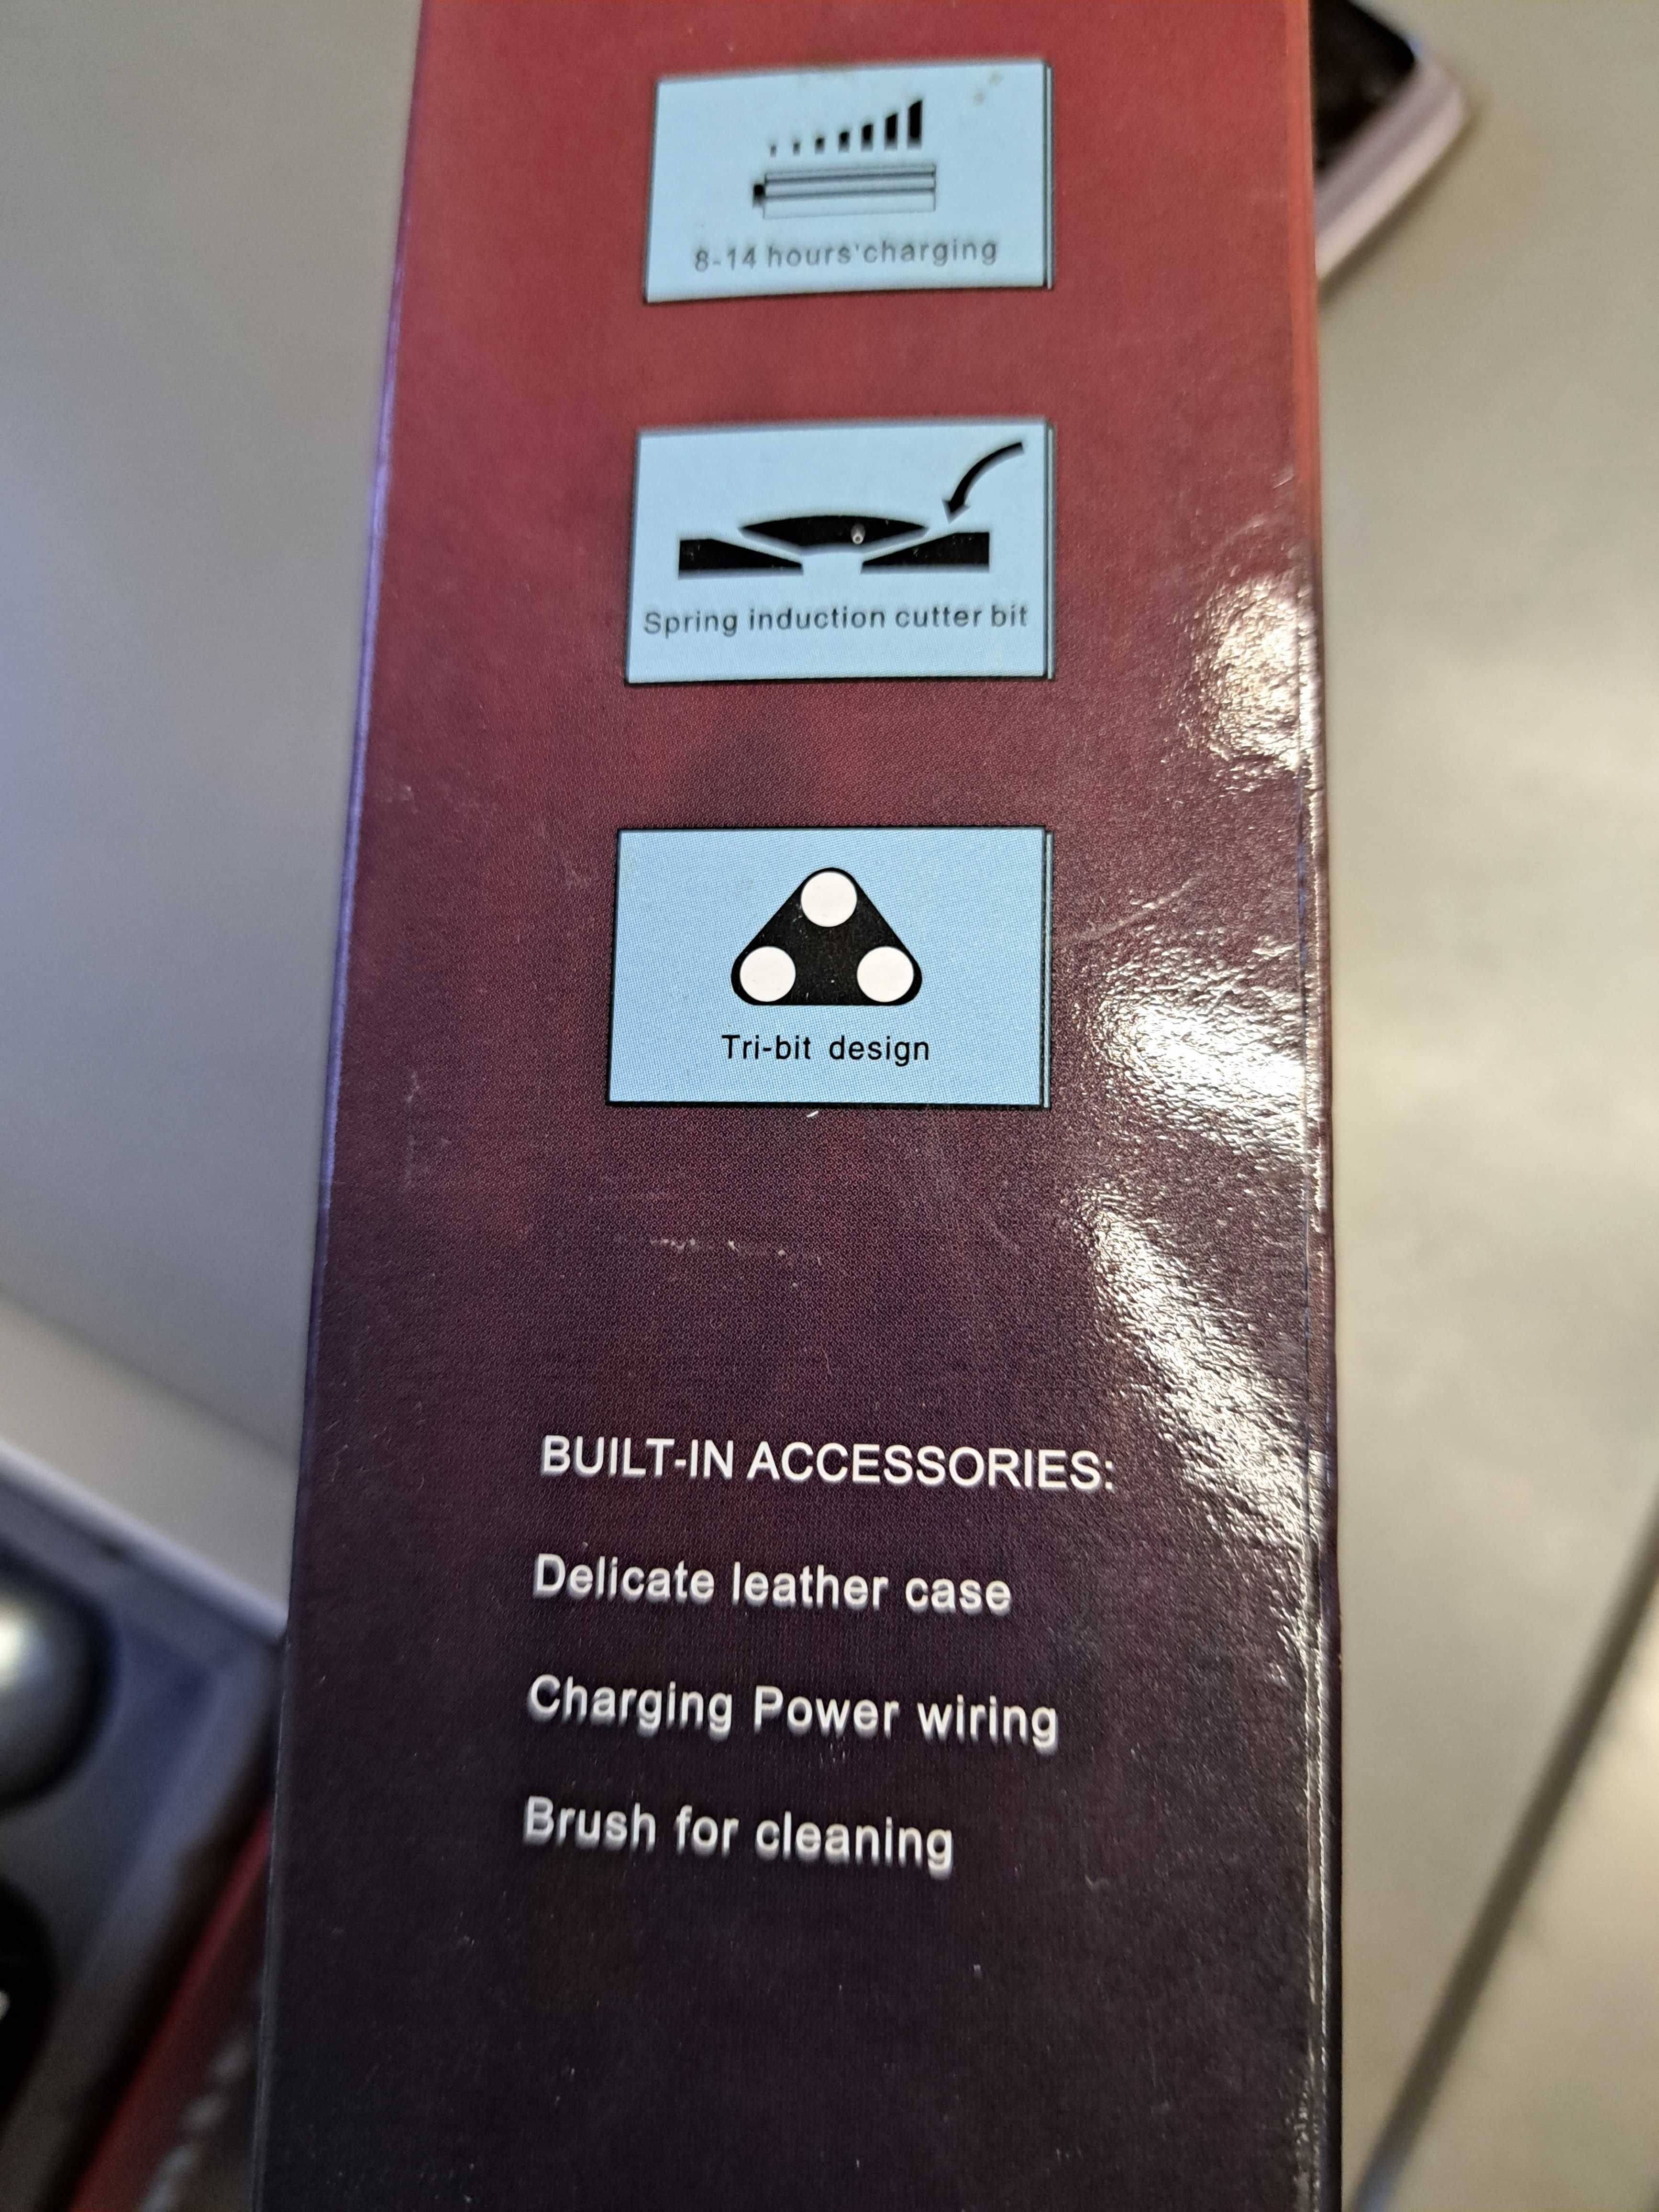 8-14 hours'charging
Spring induction cutter bit
Tri-bit design
BUILT-IN ACCESSORIES:
Delicate leather case
Charging Power wiring
Brush for cleaning